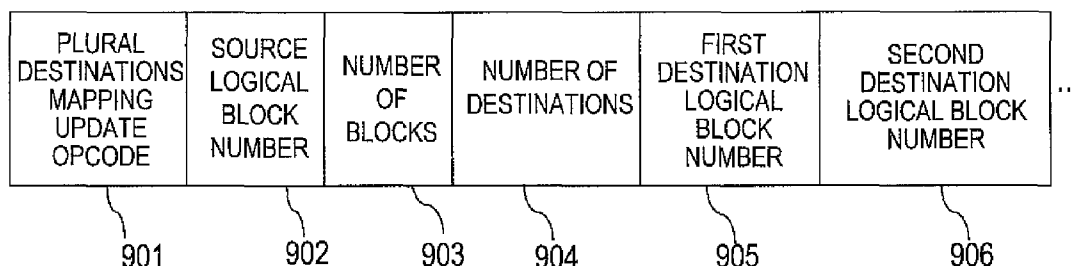 PLURAL
DESTINATIONS
MAPPING
UPDATE
OPCODE
SOURCE
LOGICAL
BLOCK
NUMBER
NUMBER
OF
BLOCKS
NUMBER OF
DESTINATIONS
FIRST
DESTINATION
LOGICAL
BLOCK
NUMBER
SECOND
DESTINATION
LOGICAL BLOCK
NUMBER
...
901
902
903
904
905
906